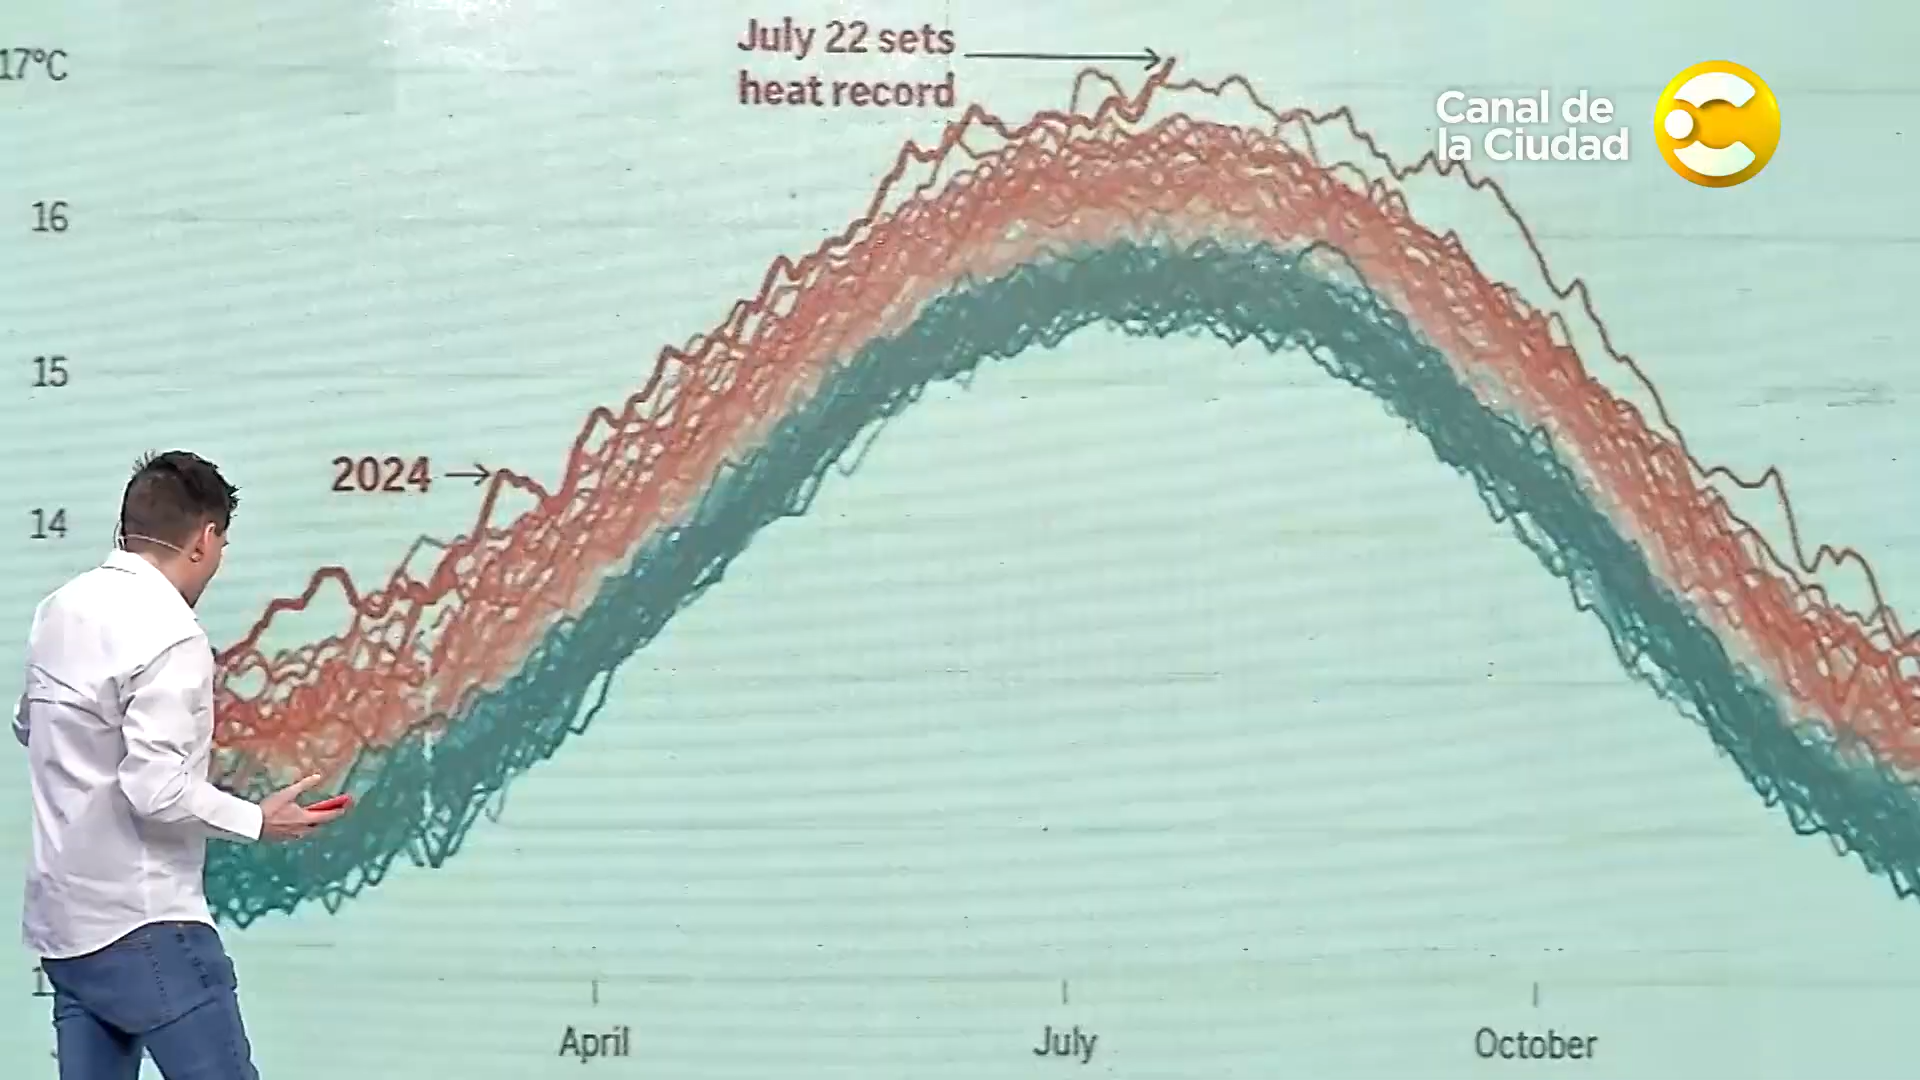 July 22 sets
heat record
17°C
Canal de
la Ciudad
16
15
2024
14
April
July
October